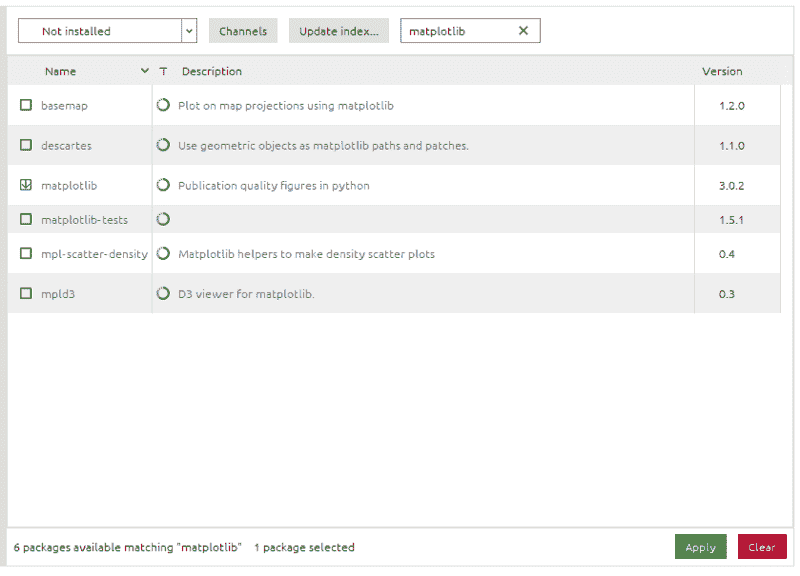 Not installed Channels Update index... matplotlib
Name T Description Version
basemap Plot on map projections using matplotlib 1.2.0
descartes Use geometric objects as matplotlib paths and patches. 1.1.0
matplotlib Publication quality figures in python 3.0.2
matplotlib-tests 1.5.1
mpl-scatter-density Matplotlib helpers to make density scatter plots 0.4
mpld3 D3 viewer for matplotlib. 0.3
6 packages available matching "matplotlib" 1 package selected Apply Clear